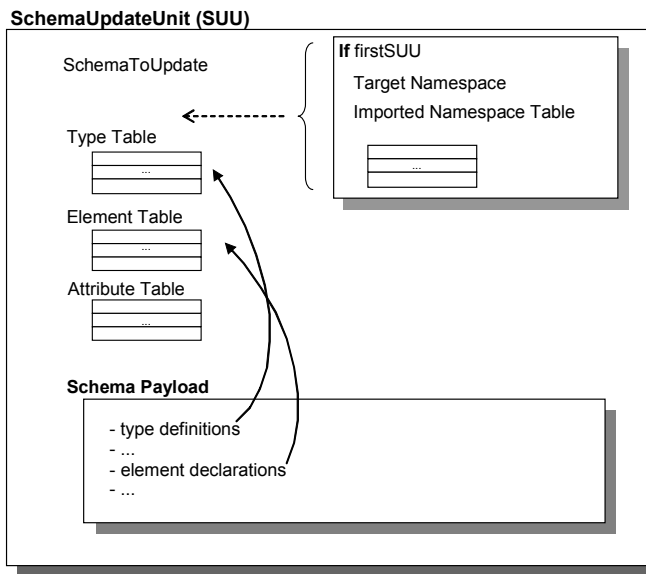 SchemaUpdateUnit (SUU)
SchemaToUpdate
If firstSUU
Target Namespace
Imported Namespace Table
...
Type Table
...
Element Table
...
Attribute Table
...
Schema Payload
- type definitions
- ...
- element declarations
- ...